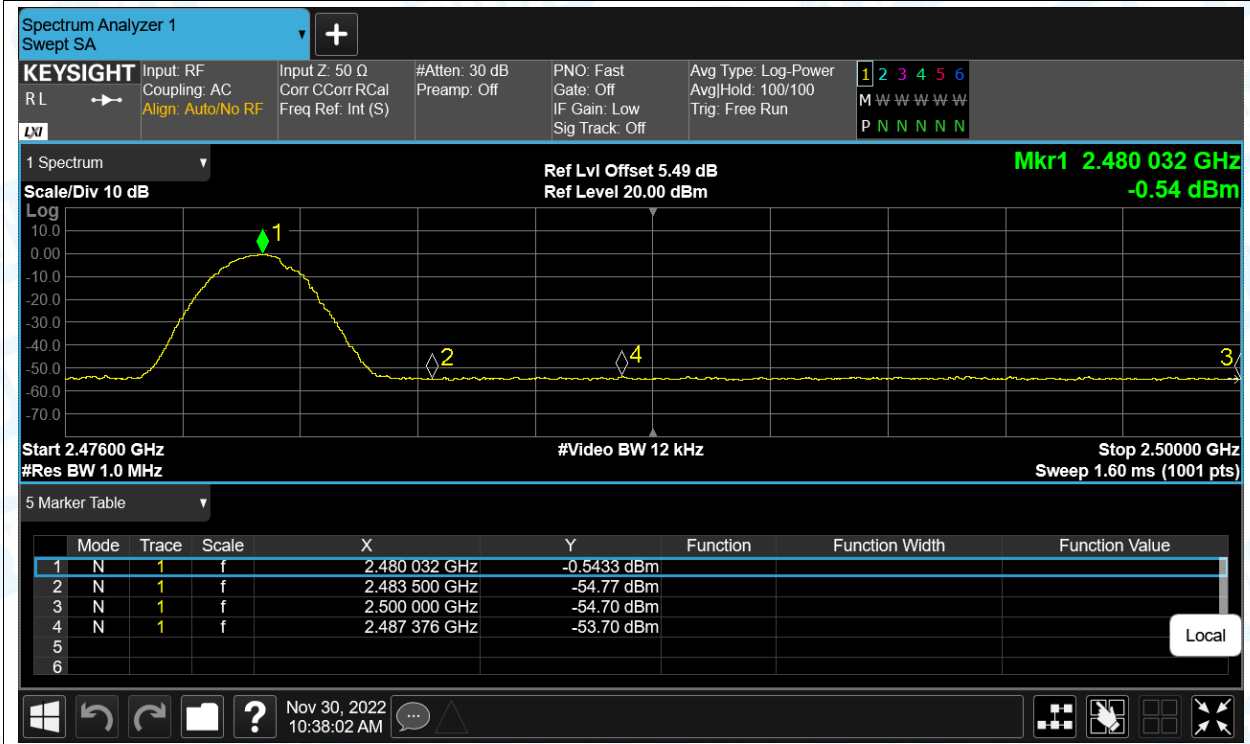 Spectrum Analyzer 1
Swept SA
+
KEYSIGHT Input: RF Input Z: 50 Ω #Atten: 30 dB PNO: Fast Avg Type: Log-Power 1 2 3 4 5 6
R L Coupling: AC Corr CCorr RCal Preamp: Off Gate: Off Avg|Hold: 100/100 M W W W W W W
Align: Auto/No RF Freq Ref: Int (S) IF Gain: Low Trig: Free Run
LXI Sig Track: Off P N N N N N N
1 Spectrum Ref Lvl Offset 5.49 dB Mkr1 2.480 032 GHz
Scale/Div 10 dB Ref Level 20.00 dBm -0.54 dBm
Log
10.0 1
0.00
-10.0
-20.0
-30.0
-40.0 2 4 3
-50.0
-60.0
-70.0
Start 2.47600 GHz #Video BW 12 kHz Stop 2.50000 GHz
#Res BW 1.0 MHz Sweep 1.60 ms (1001 pts)
5 Marker Table
Mode Trace Scale X Y Function Function Width Function Value
1 N 1 f 2.480 032 GHz -0.5433 dBm
2 N 1 f 2.483 500 GHz -54.77 dBm
3 N 1 f 2.500 000 GHz -54.70 dBm
4 N 1 f 2.487 376 GHz -53.70 dBm
5
6
Local
? Nov 30, 2022
10:38:02 AM